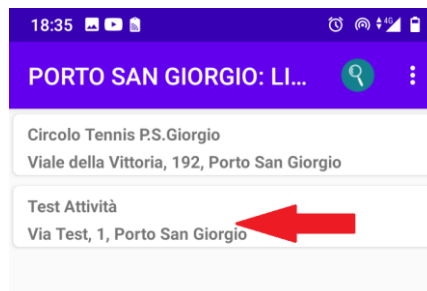 18:35
4G
PORTO SAN GIORGIO: LI...
Circolo Tennis P.S.Giorgio
Viale della Vittoria, 192, Porto San Giorgio
Test Attività
Via Test, 1, Porto San Giorgio